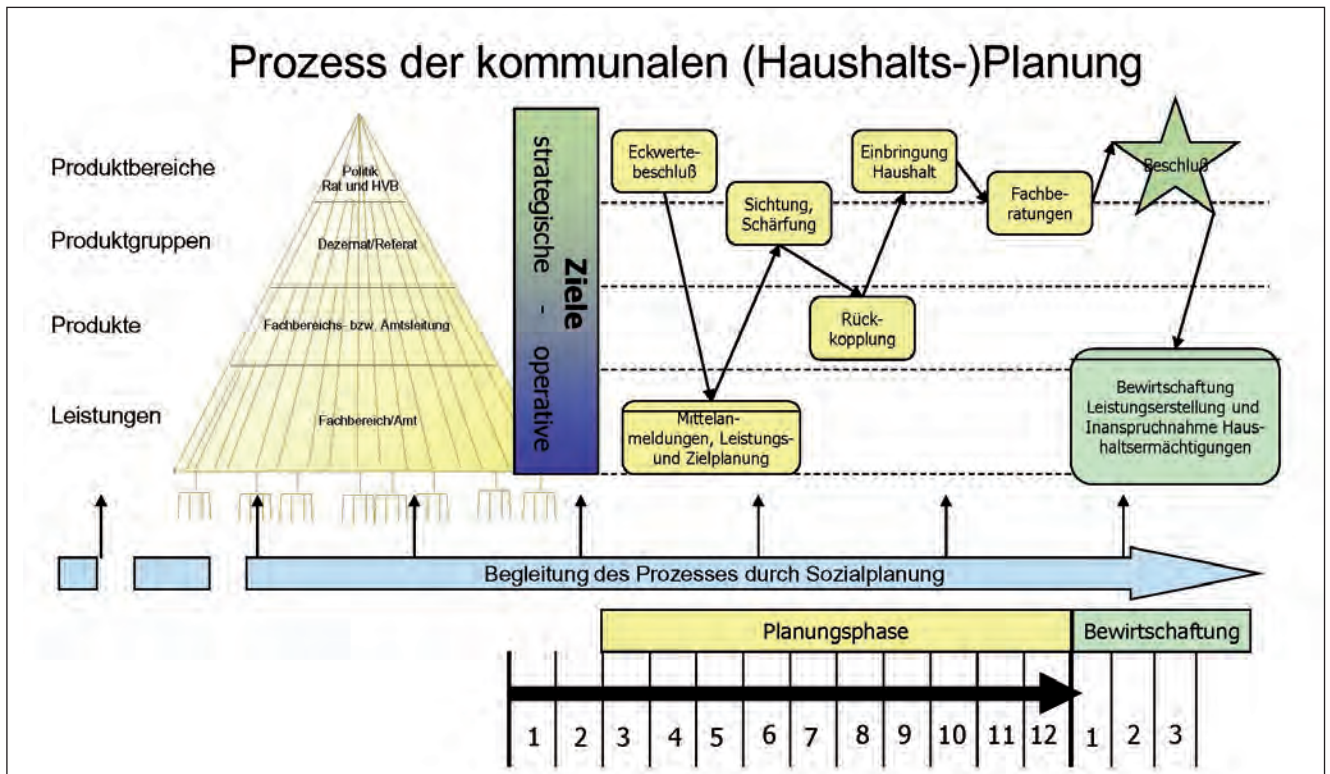 Prozess der kommunalen (Haushalts-)Planung
Produktbereiche
Produktgruppen
Produkte
Leistungen
Politik
Rat und HVB
Dezernat/Referat
Fachbereichs- bzw. Amtsleitung
Fachbereich/Amt
strategische - operative
Ziele
Eckwerte-
beschluß
Mittelan-
meldungen, Leistungs-
und Zielplanung
Sichtung,
Schärfung
Rück-
kopplung
Einbringung
Haushalt
Fachbe-
ratungen
Beschluß
Bewirtschaftung
Leistungserstellung und
Inanspruchnahme Haus-
haltsermächtigungen
Begleitung des Prozesses durch Sozialplanung
Planungsphase
Bewirtschaftung
1 2 3 4 5 6 7 8 9 10 11 12 1 2 3